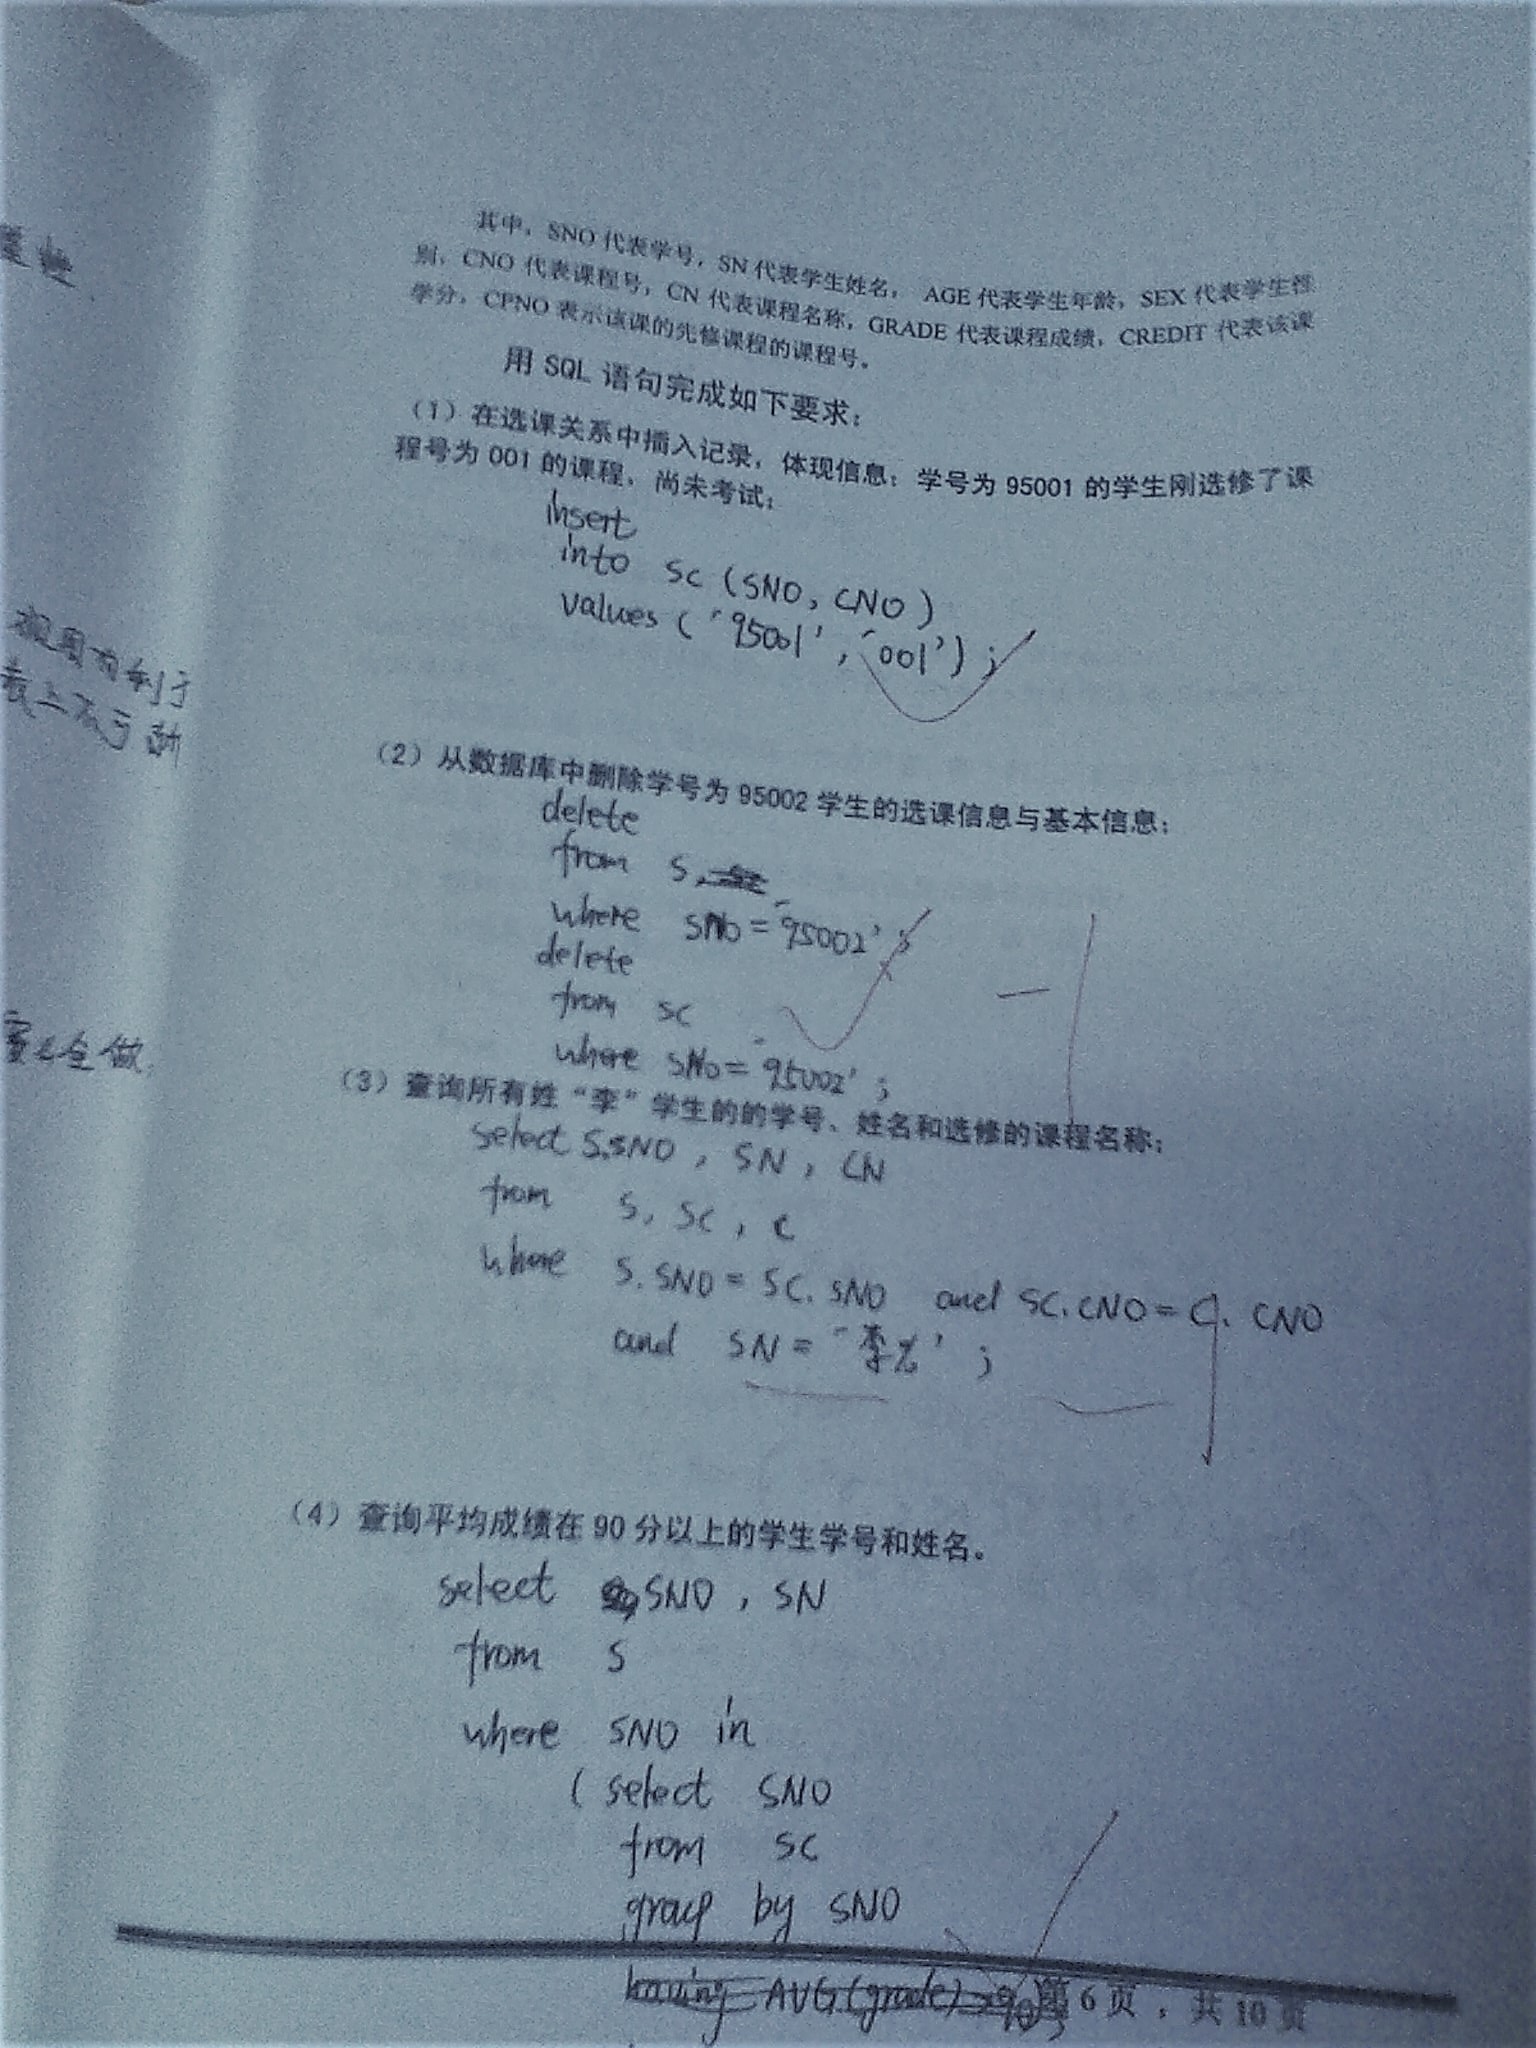 其中，SNO 代表学号，SN 代表学生姓名， AGE 代表学生年龄，SEX 代表学生性
别，CNO 代表课程号，CN 代表课程名称，GRADE 代表课程成绩，CREDIT 代表该课
学分，CPNO 表示该课的先修课程的课程号。
用 SQL 语句完成如下要求：
（1）在选课关系中插入记录，体现信息：学号为 95001 的学生刚选修了课
程号为 001 的课程，尚未考试；
insert
into sc (SNO, CNO)
values ('95001', '001');
（2）从数据库中删除学号为 95002 学生的选课信息与基本信息；
delete
from S,
where SNo = '95002';
delete
from sc
where sNo = '95002';
（3）查询所有姓“李”学生的的学号、姓名和选修的课程名称；
select S.SNO, SN, CN
from S, SC, C
where S.SNO = SC.SNO and SC.CNO = C.CNO
and SN = '李%';
（4）查询平均成绩在 90 分以上的学生学号和姓名。
select SNO, SN
from S
where SNO in
(select SNO
from SC
group by SNO
having AVG(grade)
第 6 页，共 10 页
全做